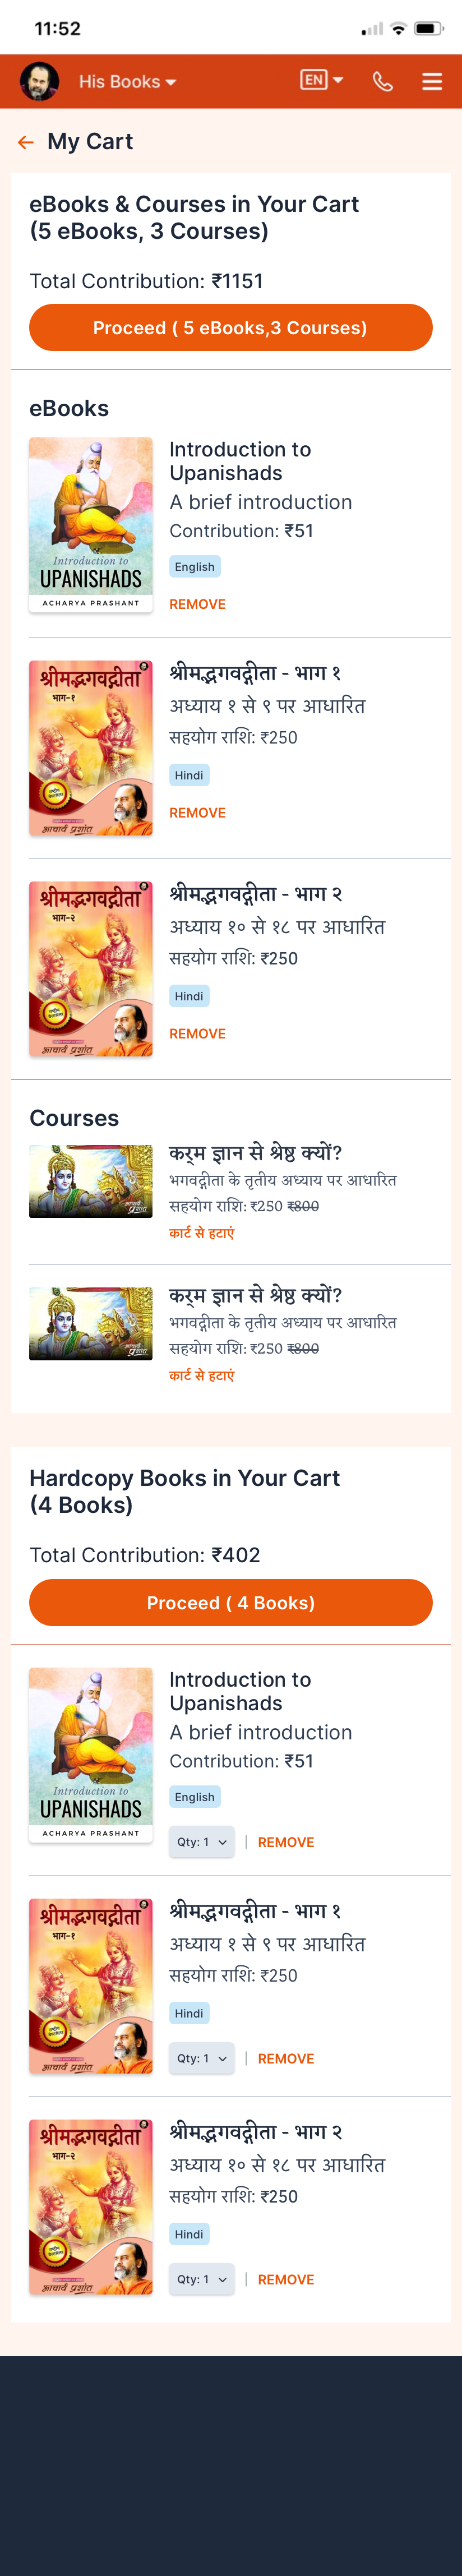 11:52
His Books
EN
My Cart
eBooks & Courses in Your Cart
(5 eBooks, 3 Courses)
Total Contribution: ₹1151
Proceed ( 5 eBooks,3 Courses)
eBooks
Introduction to
UPANISHADS
ACHARYA PRASHANT
Introduction to
Upanishads
A brief introduction
Contribution: ₹51
English
REMOVE
श्रीमद्भगवद्गीता
भाग-१
आचार्य प्रशांत
श्रीमद्भगवद्गीता - भाग १
अध्याय १ से ९ पर आधारित
सहयोग राशि: ₹250
Hindi
REMOVE
श्रीमद्भगवद्गीता
भाग-२
आचार्य प्रशांत
श्रीमद्भगवद्गीता - भाग २
अध्याय १० से १८ पर आधारित
सहयोग राशि: ₹250
Hindi
REMOVE
Courses
आचार्य प्रशांत
कर्म ज्ञान से श्रेष्ठ क्यों?
भगवद्गीता के तृतीय अध्याय पर आधारित
सहयोग राशि: ₹250 ₹800
कार्ट से हटाएं
आचार्य प्रशांत
कर्म ज्ञान से श्रेष्ठ क्यों?
भगवद्गीता के तृतीय अध्याय पर आधारित
सहयोग राशि: ₹250 ₹800
कार्ट से हटाएं
Hardcopy Books in Your Cart
(4 Books)
Total Contribution: ₹402
Proceed ( 4 Books)
Introduction to
UPANISHADS
ACHARYA PRASHANT
Introduction to
Upanishads
A brief introduction
Contribution: ₹51
English
Qty: 1 | REMOVE
श्रीमद्भगवद्गीता
भाग-१
आचार्य प्रशांत
श्रीमद्भगवद्गीता - भाग १
अध्याय १ से ९ पर आधारित
सहयोग राशि: ₹250
Hindi
Qty: 1 | REMOVE
श्रीमद्भगवद्गीता
भाग-२
आचार्य प्रशांत
श्रीमद्भगवद्गीता - भाग २
अध्याय १० से १८ पर आधारित
सहयोग राशि: ₹250
Hindi
Qty: 1 | REMOVE